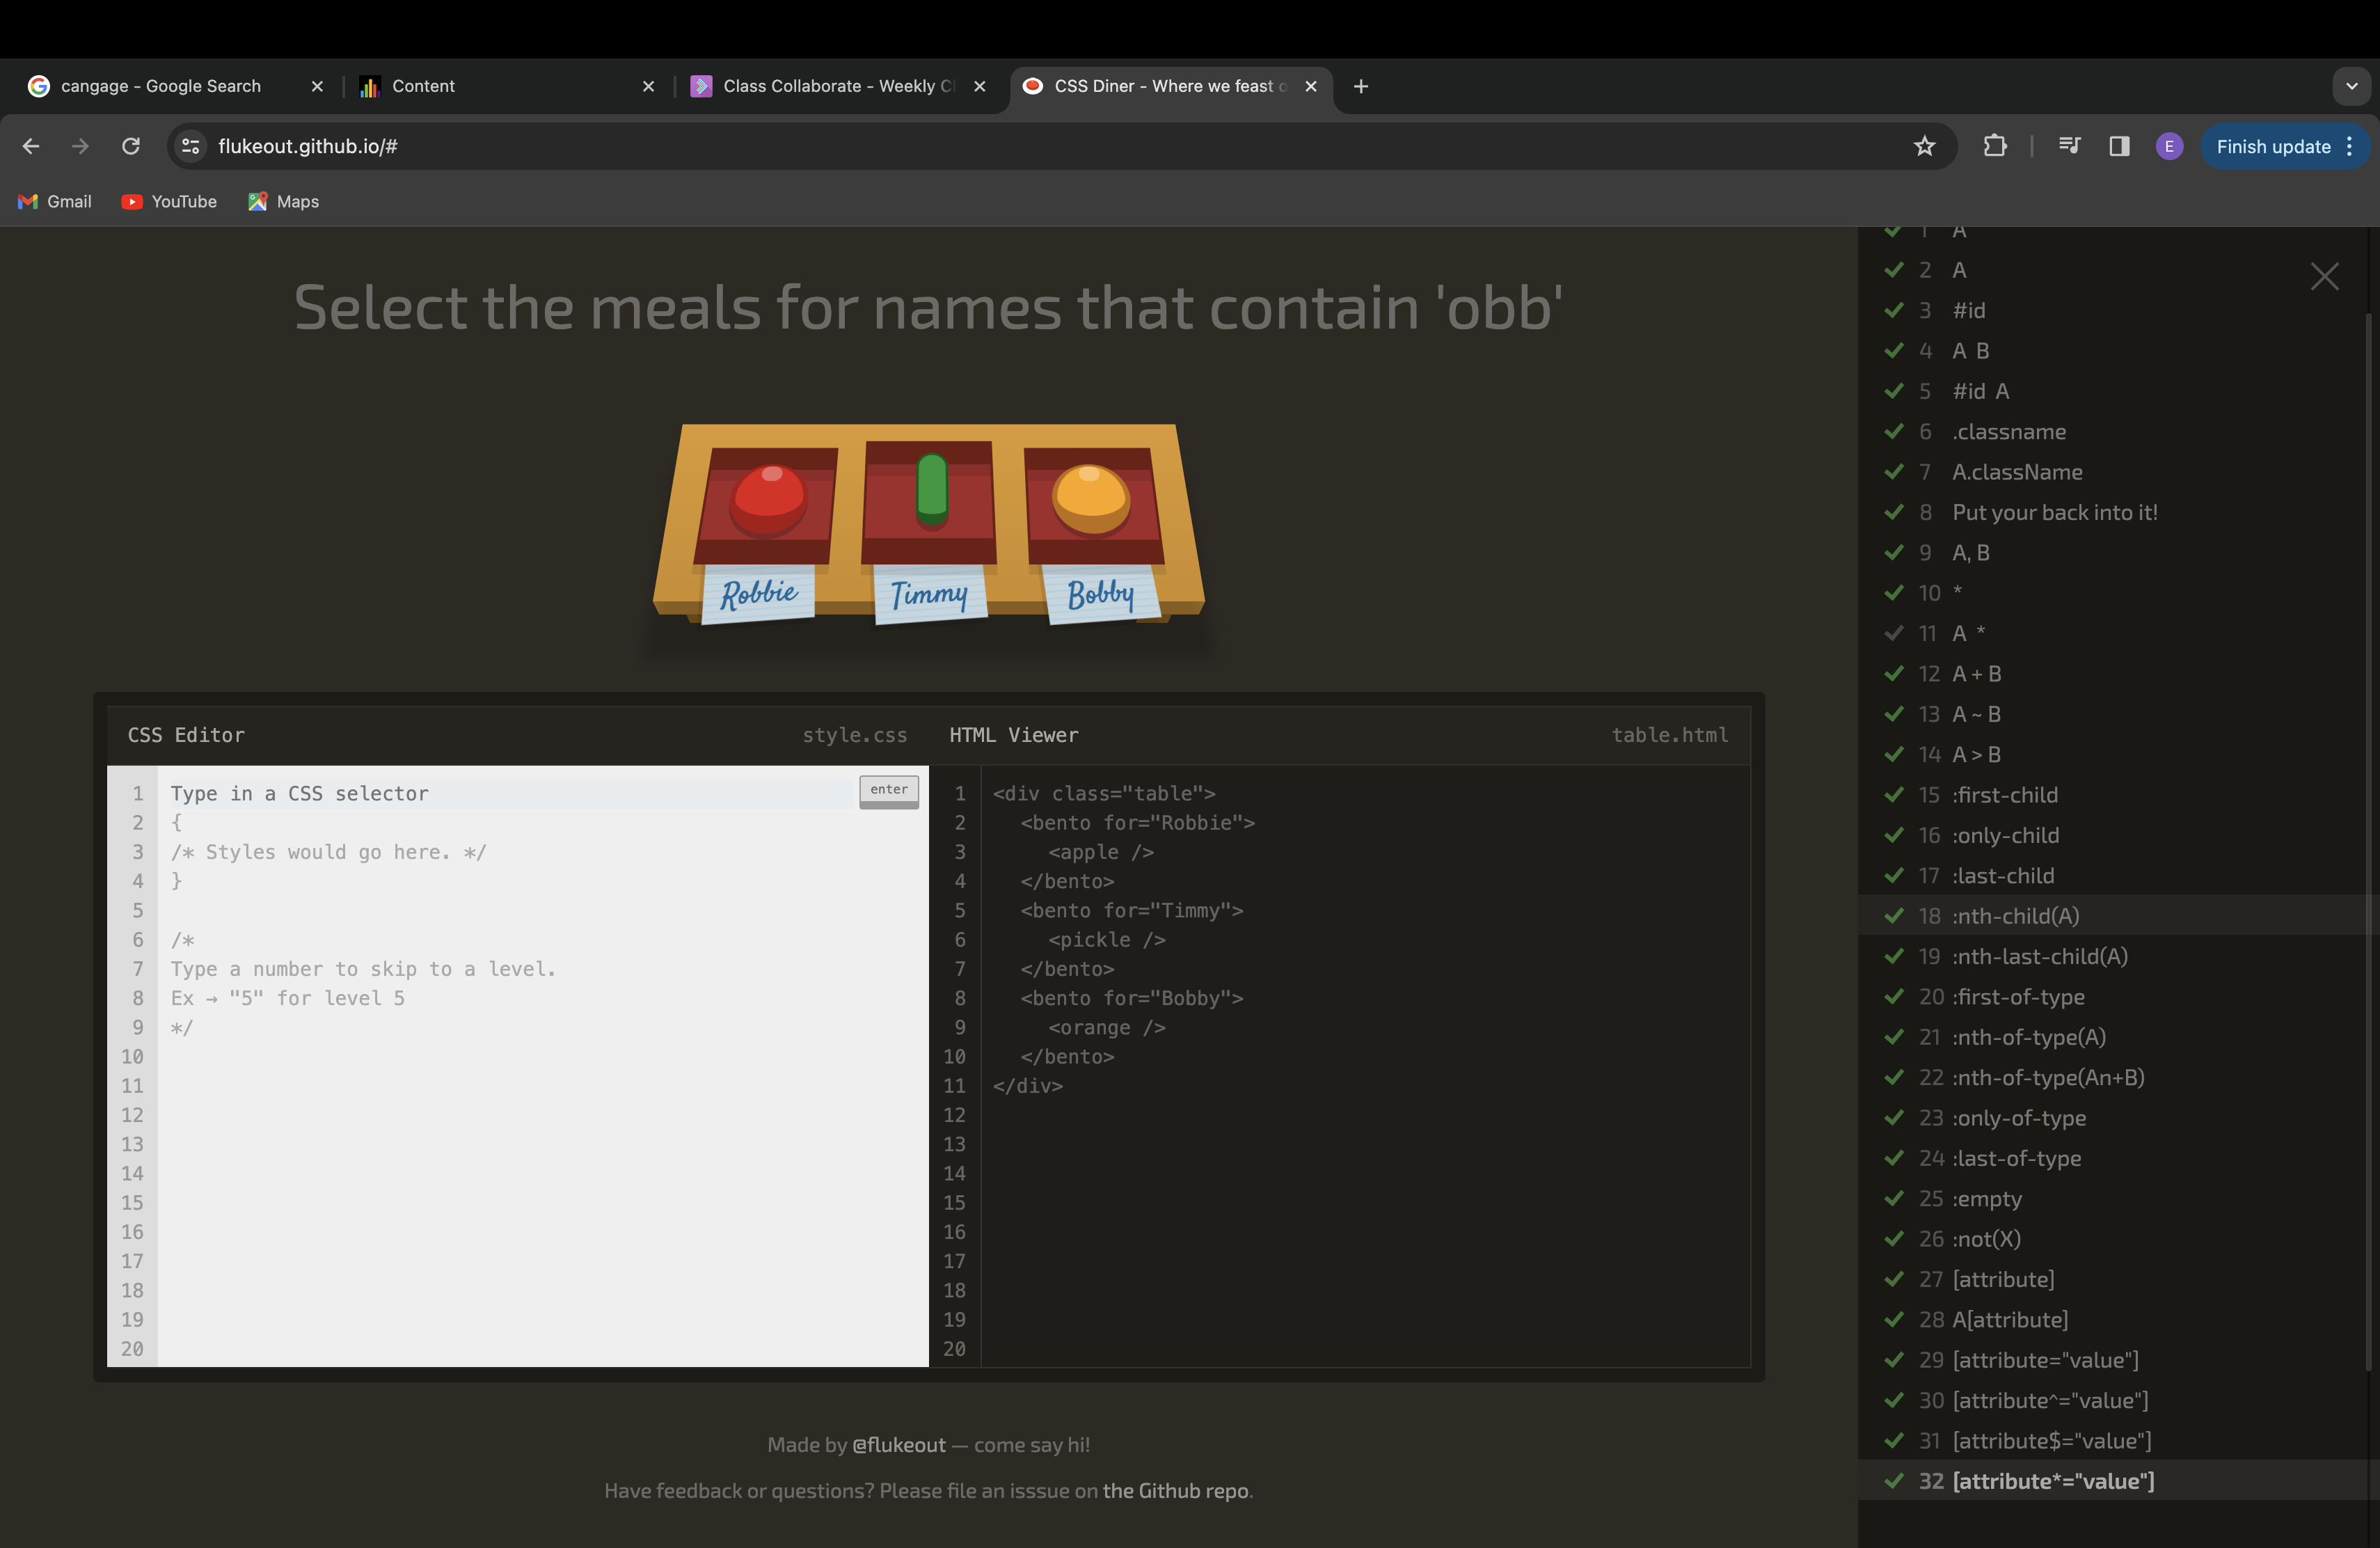 cangage - Google Search
Content
Class Collaborate - Weekly Cl
CSS Diner - Where we feast o
flukeout.github.io/#
E
Finish update
Gmail
YouTube
Maps
Select the meals for names that contain 'obb'
Robbie
Timmy
Bobby
CSS Editor
style.css
1 Type in a CSS selector
enter
2 {
3 /* Styles would go here. */
4 }
5
6 /*
7 Type a number to skip to a level.
8 Ex → "5" for level 5
9 */
10
11
12
13
14
15
16
17
18
19
20
HTML Viewer
table.html
1 <div class="table">
2 <bento for="Robbie">
3 <apple />
4 </bento>
5 <bento for="Timmy">
6 <pickle />
7 </bento>
8 <bento for="Bobby">
9 <orange />
10 </bento>
11 </div>
12
13
14
15
16
17
18
19
20
Made by @flukeout — come say hi!
Have feedback or questions? Please file an isssue on the Github repo.
1 A
2 A
3 #id
4 A B
5 #id A
6 .classname
7 A.className
8 Put your back into it!
9 A, B
10 *
11 A *
12 A + B
13 A ~ B
14 A > B
15 :first-child
16 :only-child
17 :last-child
18 :nth-child(A)
19 :nth-last-child(A)
20 :first-of-type
21 :nth-of-type(A)
22 :nth-of-type(An+B)
23 :only-of-type
24 :last-of-type
25 :empty
26 :not(X)
27 [attribute]
28 A[attribute]
29 [attribute="value"]
30 [attribute^="value"]
31 [attribute$="value"]
32 [attribute*="value"]